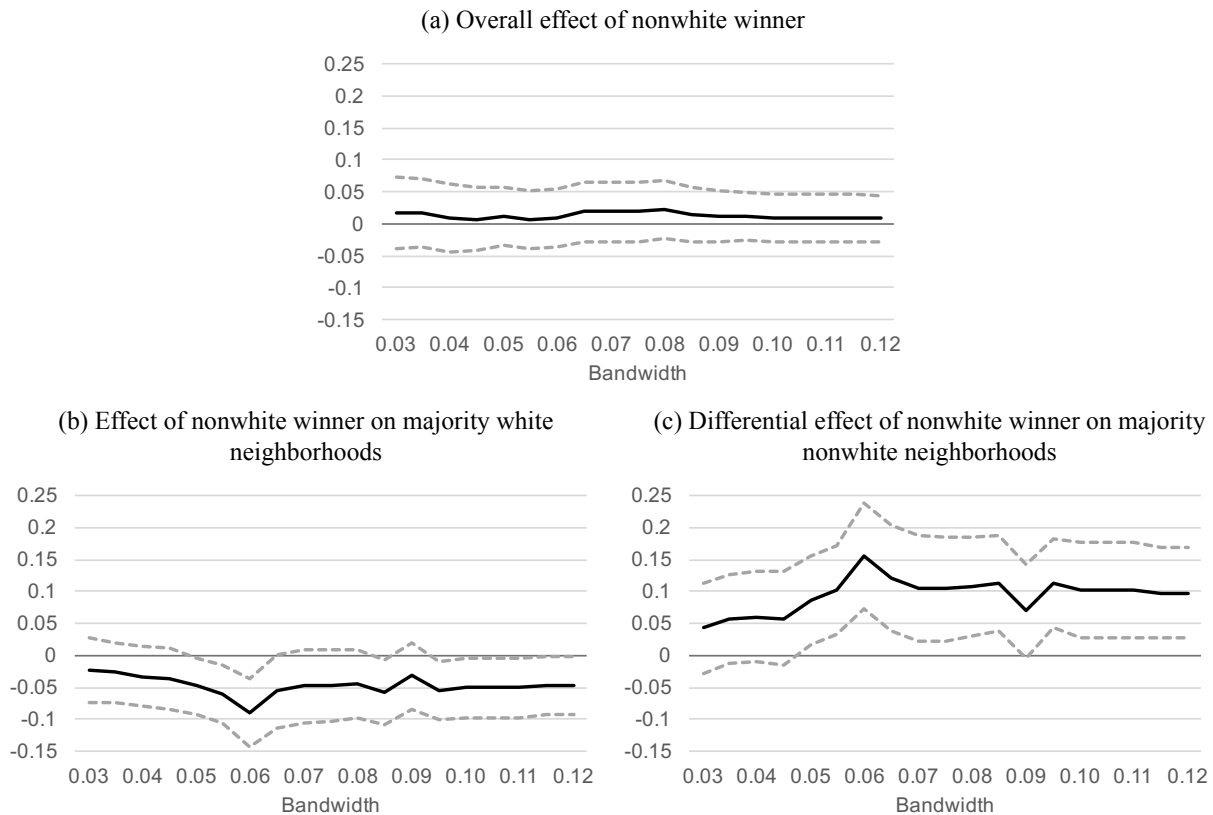 (a) Overall effect of nonwhite winner
0.25
0.2
0.15
0.1
0.05
0
-0.05
-0.1
-0.15
0.03 0.04 0.05 0.06 0.07 0.08 0.09 0.10 0.11 0.12
Bandwidth
(b) Effect of nonwhite winner on majority white
neighborhoods
0.25
0.2
0.15
0.1
0.05
0
-0.05
-0.1
-0.15
0.03 0.04 0.05 0.06 0.07 0.08 0.09 0.10 0.11 0.12
Bandwidth
(c) Differential effect of nonwhite winner on majority
nonwhite neighborhoods
0.25
0.2
0.15
0.1
0.05
0
-0.05
-0.1
-0.15
0.03 0.04 0.05 0.06 0.07 0.08 0.09 0.10 0.11 0.12
Bandwidth